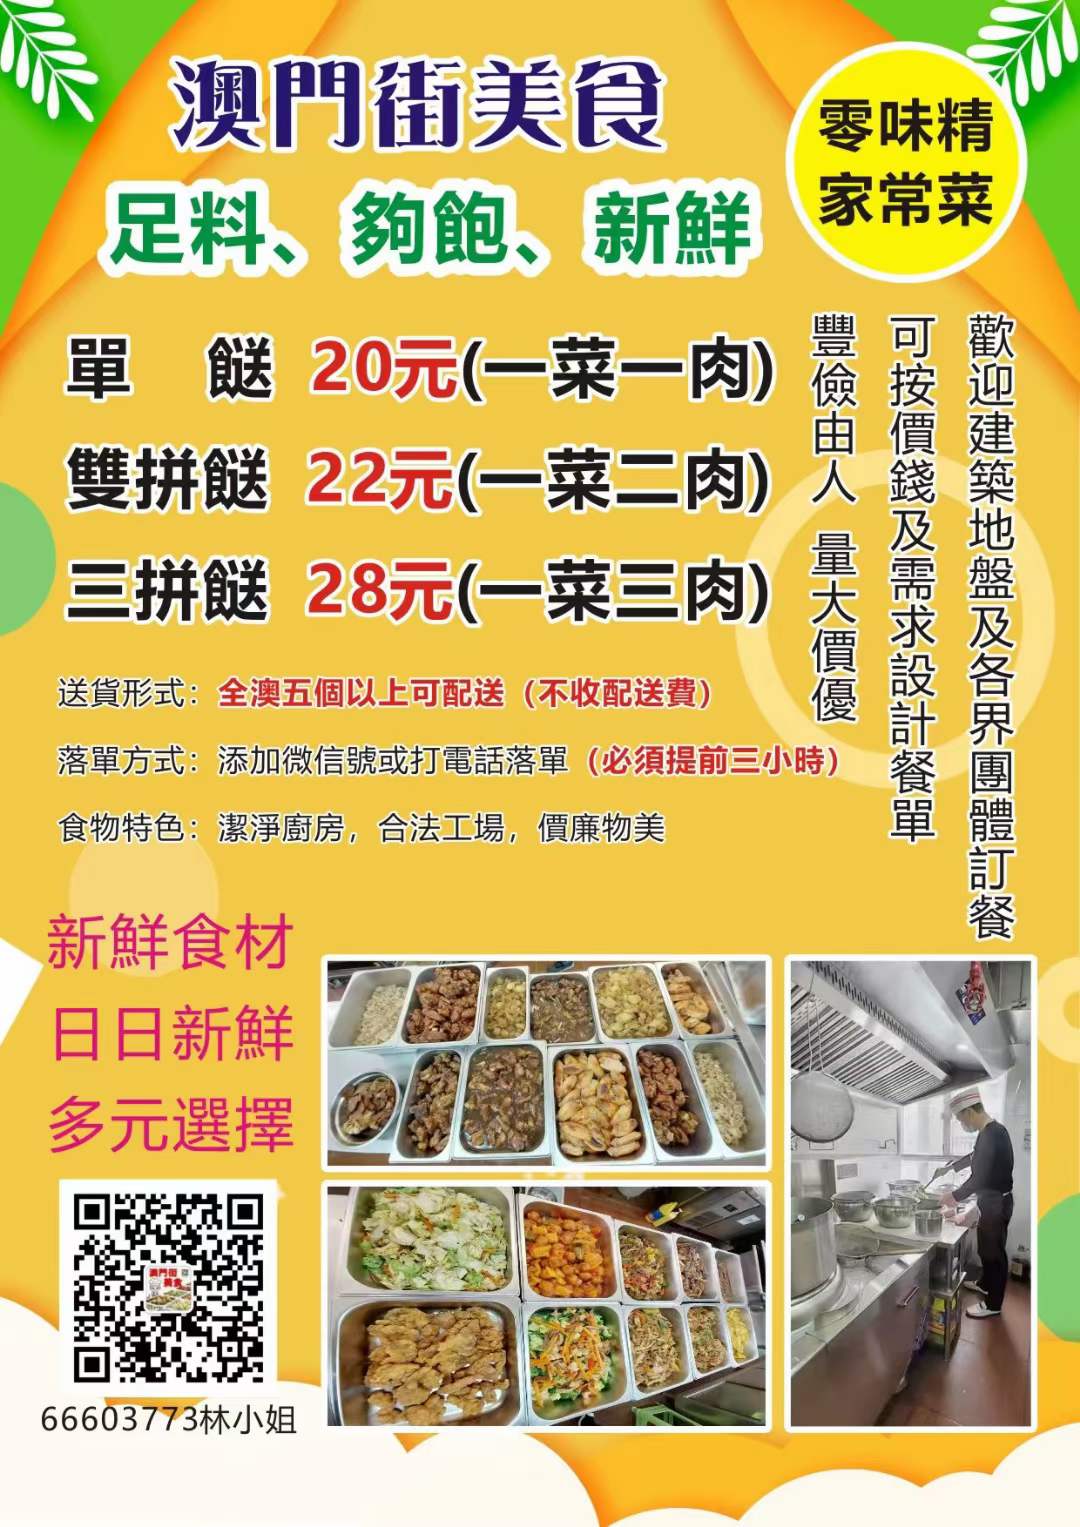 澳門街美食
零味精
家常菜
足料、夠飽、新鮮
單 餸 20元(一菜一肉)
雙拼餸 22元(一菜二肉)
三拼餸 28元(一菜三肉)
歡迎建築地盤及各界團體訂餐
可按價錢及需求設計餐單
豐儉由人 量大價優
送貨形式：全澳五個以上可配送（不收配送費）
落單方式：添加微信號或打電話落單（必須提前三小時）
食物特色：潔淨廚房，合法工場，價廉物美
新鮮食材
日日新鮮
多元選擇
澳門街
美食
66603773林小姐